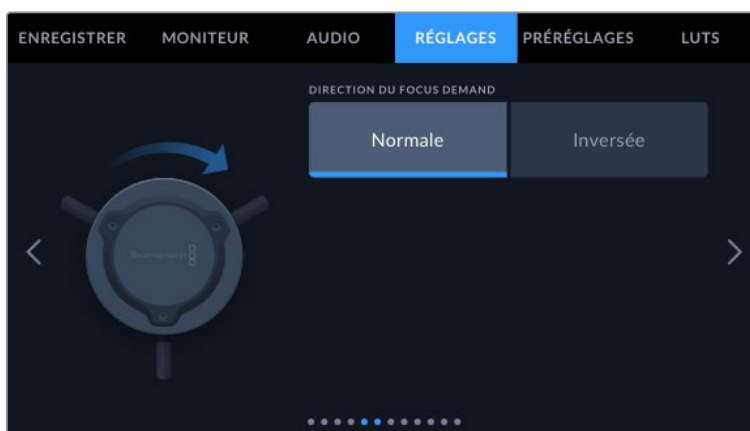 ENREGISTRER MONITEUR AUDIO RÉGLAGES PRÉRÉGLAGES LUTS
DIRECTION DU FOCUS DEMAND
Normale Inversée